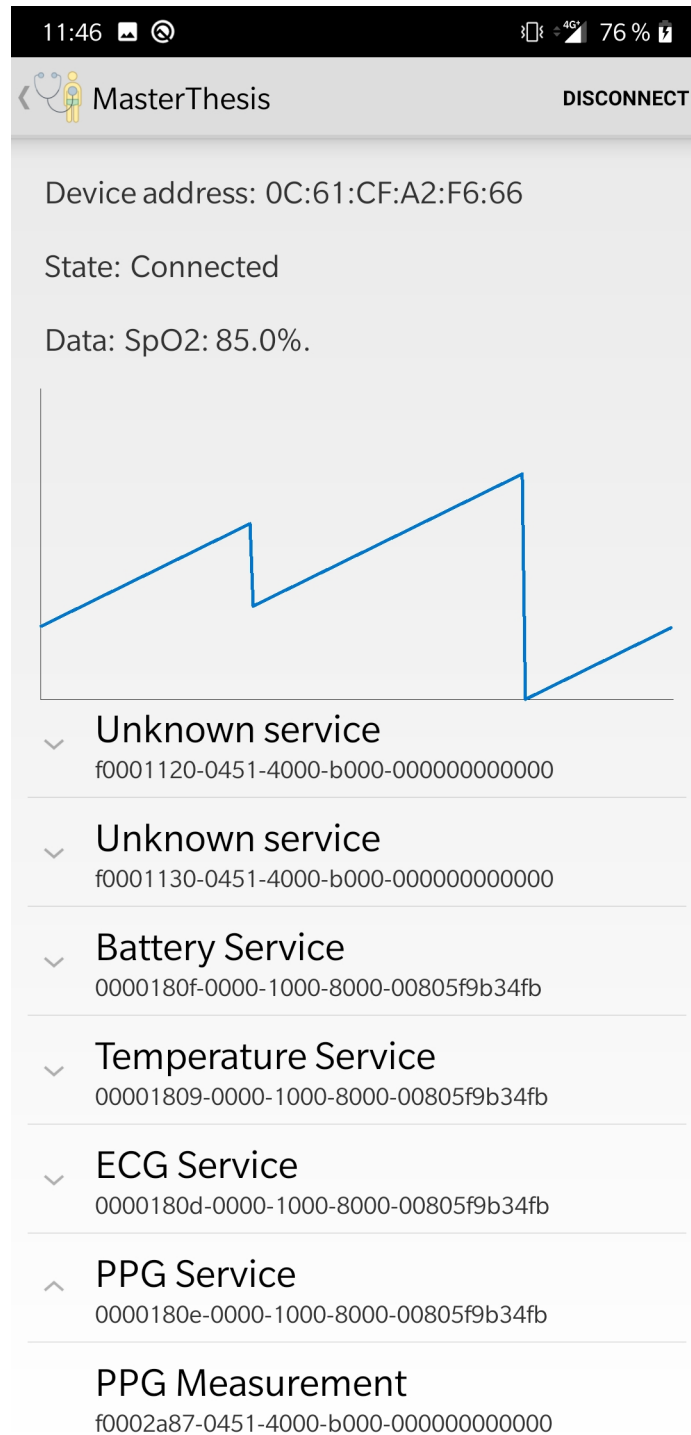 11:46
4G+ 76 %
MasterThesis
DISCONNECT
Device address: 0C:61:CF:A2:F6:66
State: Connected
Data: SpO2: 85.0%.
Unknown service
f0001120-0451-4000-b000-000000000000
Unknown service
f0001130-0451-4000-b000-000000000000
Battery Service
0000180f-0000-1000-8000-00805f9b34fb
Temperature Service
00001809-0000-1000-8000-00805f9b34fb
ECG Service
0000180d-0000-1000-8000-00805f9b34fb
PPG Service
0000180e-0000-1000-8000-00805f9b34fb
PPG Measurement
f0002a87-0451-4000-b000-000000000000